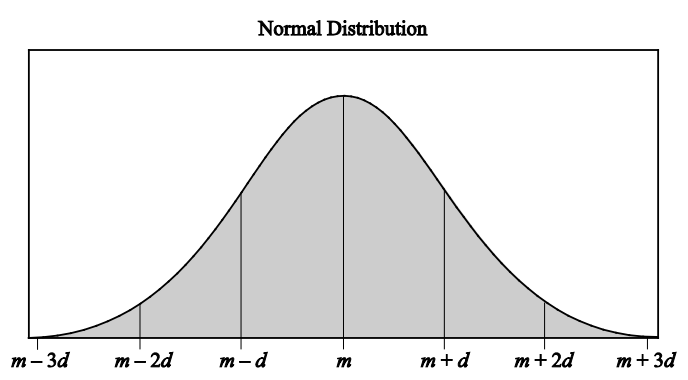 Normal Distribution
m – 3d m – 2d m – d m m + d m + 2d m + 3d